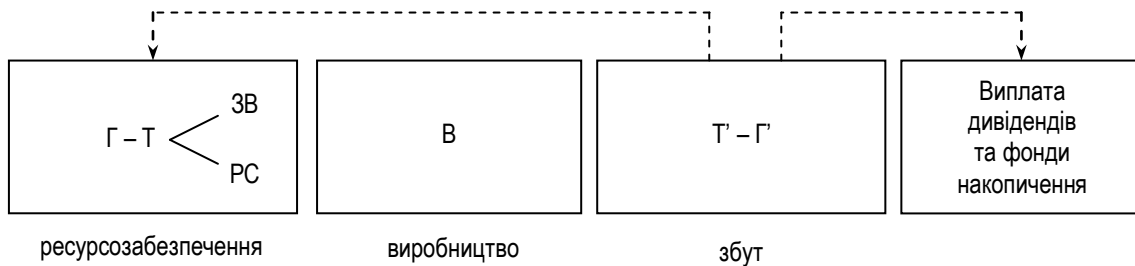 ЗВ
Г – Т
РС
В
Т’ – Г’
Виплата
дивідендів
та фонди
накопичення
ресурсозабезпечення
виробництво
збут